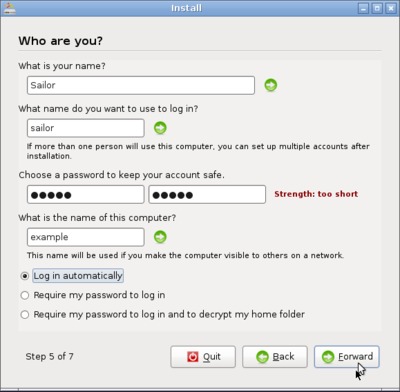 Install
Who are you?
What is your name?
Sailor
What name do you want to use to log in?
sailor
If more than one person will use this computer, you can set up multiple accounts after
installation.
Choose a password to keep your account safe.
●●●●● ●●●●● Strength: too short
What is the name of this computer?
example
This name will be used if you make the computer visible to others on a network.
Log in automatically
Require my password to log in
Require my password to log in and to decrypt my home folder
Step 5 of 7 Quit Back Forward